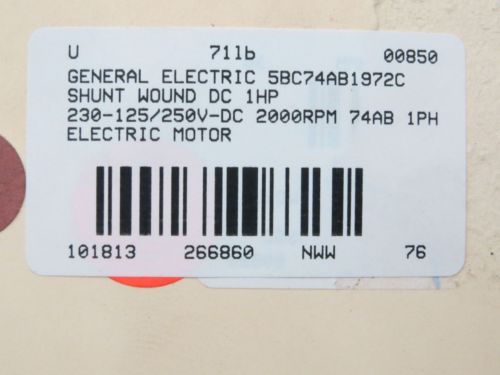 U 71lb 00850
GENERAL ELECTRIC 5BC74AB1972C
SHUNT WOUND DC 1HP
230-125/250V-DC 2000RPM 74AB 1PH
ELECTRIC MOTOR
101813 266860 NWW 76